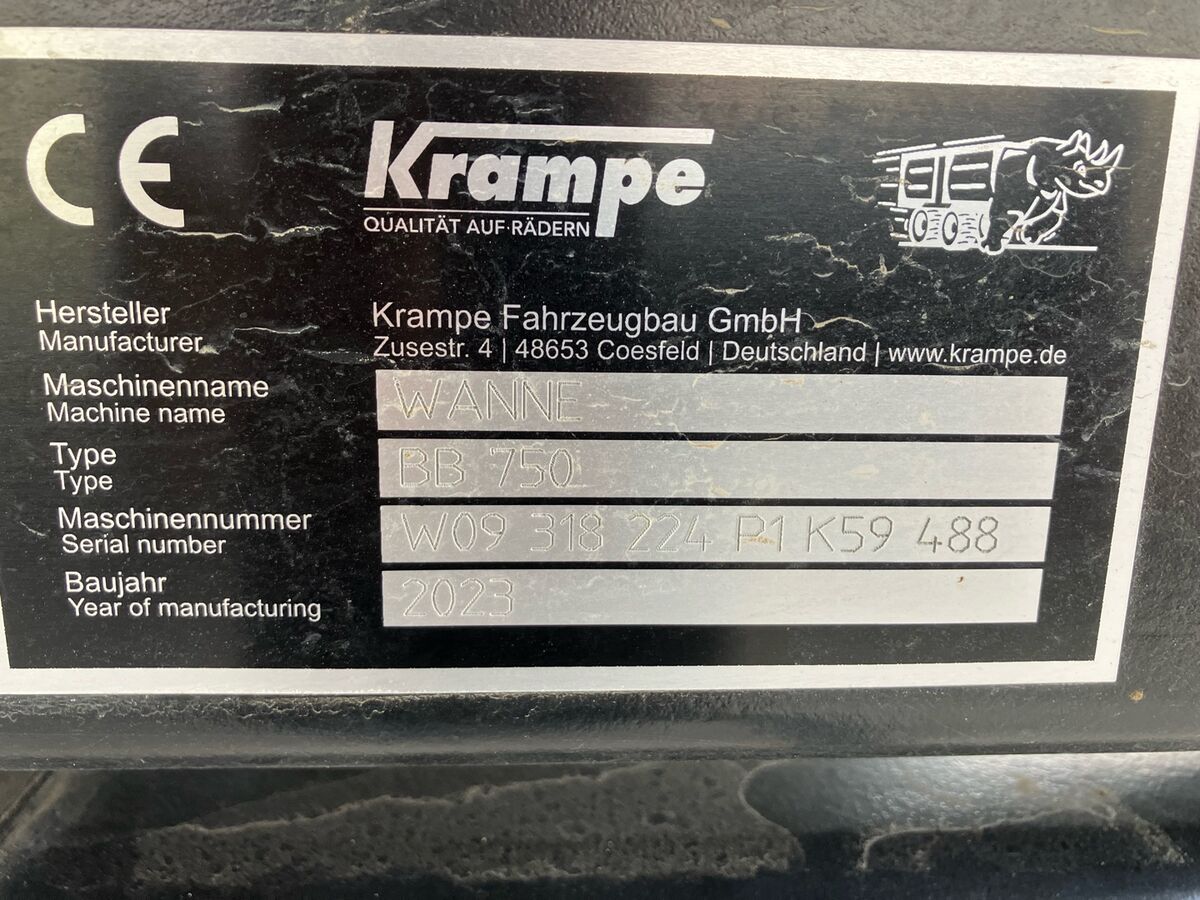 CE
Krampe
QUALITÄT AUF RÄDERN
Hersteller
Manufacturer
Krampe Fahrzeugbau GmbH
Zusestr. 4 | 48653 Coesfeld | Deutschland | www.krampe.de
Maschinenname
Machine name
WANNE
Type
Type
BB 750
Maschinennummer
Serial number
W09 318 224 P1 K59 488
Baujahr
Year of manufacturing
2023